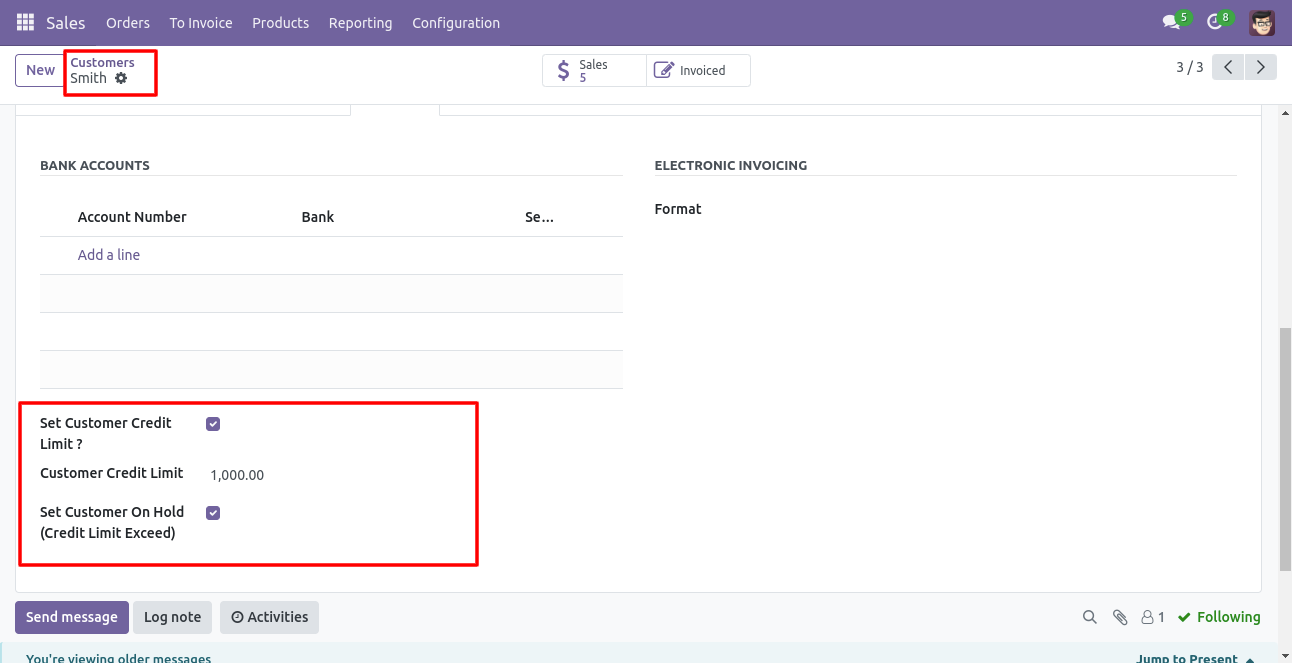 Sales Orders To Invoice Products Reporting Configuration 5 8
New Customers
Smith
Sales
5
Invoiced
3 / 3
BANK ACCOUNTS
ELECTRONIC INVOICING
Account Number Bank Se...
Format
Add a line
Set Customer Credit
Limit ?
Customer Credit Limit 1,000.00
Set Customer On Hold
(Credit Limit Exceed)
Send message Log note Activities 1 Following
You're viewing older messages Jump to Present